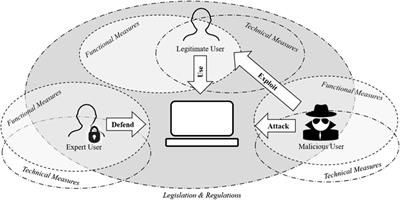 Functional Measures
Technical Measures
Legitimate User
Use
Exploit
Functional Measures
Functional Measures
Defend
Attack
Expert User
Malicious User
Technical Measures
Technical Measures
Legislation & Regulations